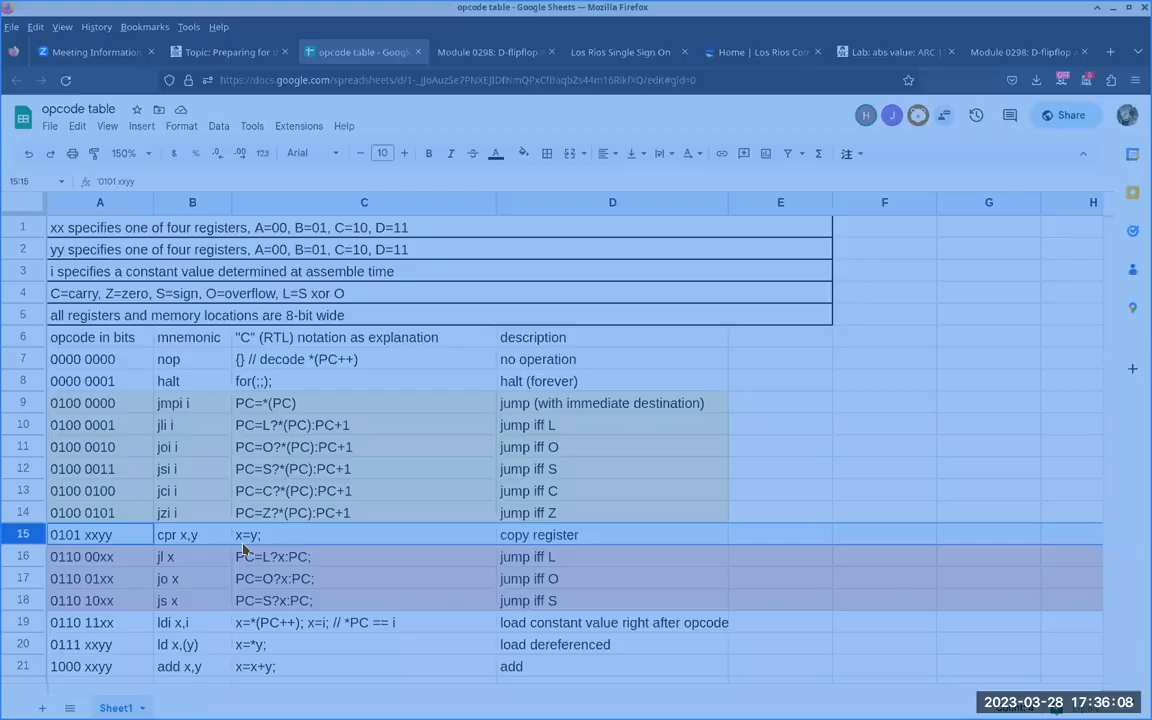 opcode table - Google Sheets — Mozilla Firefox
File Edit View History Bookmarks Tools Help
Meeting Information Topic: Preparing for th opcode table - Googl Module 0298: D-flipflop Los Rios Single Sign On Home | Los Rios Com Lab: abs value: ARC Module 0298: D-flipflop
opcode table
File Edit View Insert Format Data Tools Extensions Help
H J Share
150% $ % .0 .00 123 Arial 10 B I S A Σ
15:15 fx '0101 xxyy
A B C D E F G H
1 xx specifies one of four registers, A=00, B=01, C=10, D=11
2 yy specifies one of four registers, A=00, B=01, C=10, D=11
3 i specifies a constant value determined at assemble time
4 C=carry, Z=zero, S=sign, O=overflow, L=S xor O
5 all registers and memory locations are 8-bit wide
6 opcode in bits mnemonic "C" (RTL) notation as explanation description
7 0000 0000 nop {} // decode *(PC++) no operation
8 0000 0001 halt for(;;); halt (forever)
9 0100 0000 jmpi i PC=*(PC) jump (with immediate destination)
10 0100 0001 jli i PC=L?*(PC):PC+1 jump iff L
11 0100 0010 joi i PC=O?*(PC):PC+1 jump iff O
12 0100 0011 jsi i PC=S?*(PC):PC+1 jump iff S
13 0100 0100 jci i PC=C?*(PC):PC+1 jump iff C
14 0100 0101 jzi i PC=Z?*(PC):PC+1 jump iff Z
15 0101 xxyy cpr x,y x=y; copy register
16 0110 00xx jl x PC=L?x:PC; jump iff L
17 0110 01xx jo x PC=O?x:PC; jump iff O
18 0110 10xx js x PC=S?x:PC; jump iff S
19 0110 11xx ldi x,i x=*(PC++); x=i; // *PC == i load constant value right after opcode
20 0111 xxyy ld x,(y) x=*y; load dereferenced
21 1000 xxyy add x,y x=x+y; add
Sheet1
2023-03-28 17:36:08